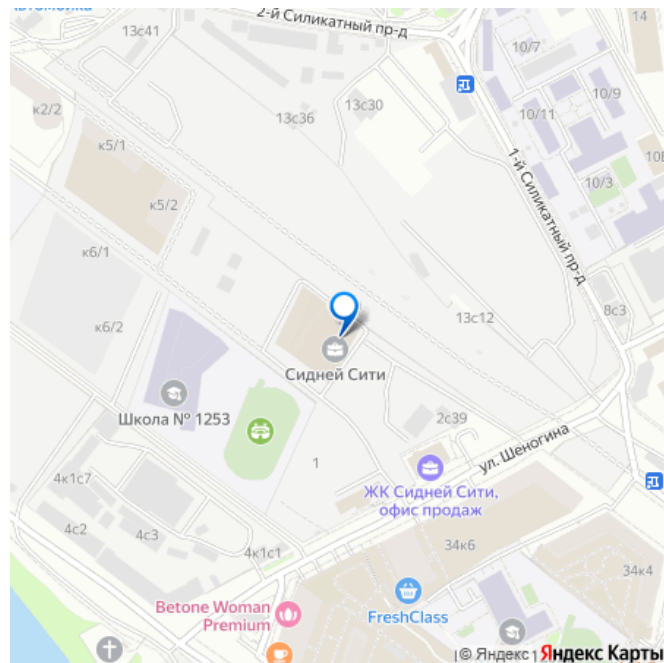 Автомойка
2-й Силикатный пр-д
13с41
14
10/7
10/9
к2/2
13с36
13с30
10/11
к5/1
1-й Силикатный пр-д
10/3
к5/2
к6/1
13с12
8с3
к6/2
Сидней Сити
Школа № 1253
2с39
ул. Шеногина
1
ЖК Сидней Сити,
офис продаж
4к1с7
4с2
4с3
4к1с1
34к6
34к4
Betone Woman
Premium
FreshClass
© Яндекс
Яндекс Карты